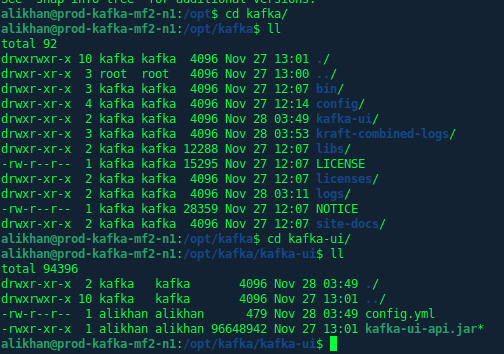 see 'snap info tree' for additional versions.
alikhan@prod-kafka-mf2-n1:/opt$ cd kafka/
alikhan@prod-kafka-mf2-n1:/opt/kafka$ ll
total 92
drwxrwxr-x 10 kafka kafka  4096 Nov 27 13:01 ./
drwxr-xr-x  3 root  root   4096 Nov 27 13:00 ../
drwxr-xr-x  3 kafka kafka  4096 Nov 27 12:07 bin/
drwxr-xr-x  4 kafka kafka  4096 Nov 27 12:14 config/
drwxr-xr-x  2 kafka kafka  4096 Nov 28 03:49 kafka-ui/
drwxr-xr-x  3 kafka kafka  4096 Nov 28 03:53 kraft-combined-logs/
drwxr-xr-x  2 kafka kafka 12288 Nov 27 12:07 libs/
-rw-r--r--  1 kafka kafka 15295 Nov 27 12:07 LICENSE
drwxr-xr-x  2 kafka kafka  4096 Nov 27 12:07 licenses/
drwxr-xr-x  2 kafka kafka  4096 Nov 28 03:11 logs/
-rw-r--r--  1 kafka kafka 28359 Nov 27 12:07 NOTICE
drwxr-xr-x  2 kafka kafka  4096 Nov 27 12:07 site-docs/
alikhan@prod-kafka-mf2-n1:/opt/kafka$ cd kafka-ui/
alikhan@prod-kafka-mf2-n1:/opt/kafka/kafka-ui$ ll
total 94396
drwxr-xr-x  2 kafka   kafka       4096 Nov 28 03:49 ./
drwxrwxr-x 10 kafka   kafka       4096 Nov 27 13:01 ../
-rw-r--r--  1 alikhan alikhan      479 Nov 28 03:49 config.yml
-rwxr-xr-x  1 alikhan alikhan 96648942 Nov 27 13:01 kafka-ui-api.jar*
alikhan@prod-kafka-mf2-n1:/opt/kafka/kafka-ui$